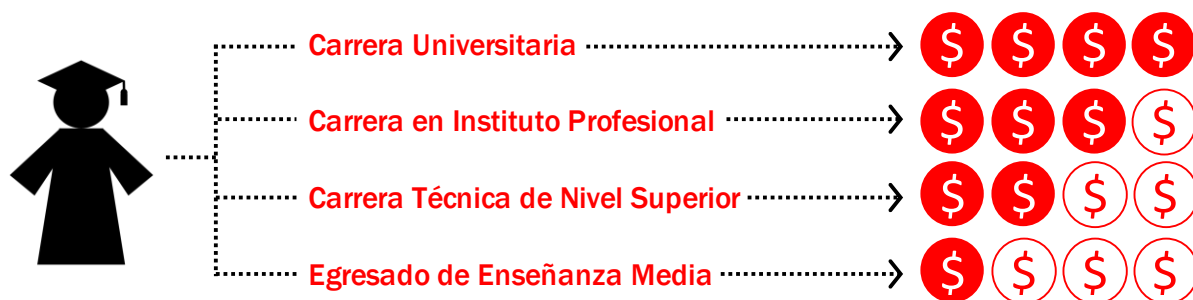 Carrera Universitaria $ $ $ $
Carrera en Instituto Profesional $ $ $ $
Carrera Técnica de Nivel Superior $ $ $ $
Egresado de Enseñanza Media $ $ $ $